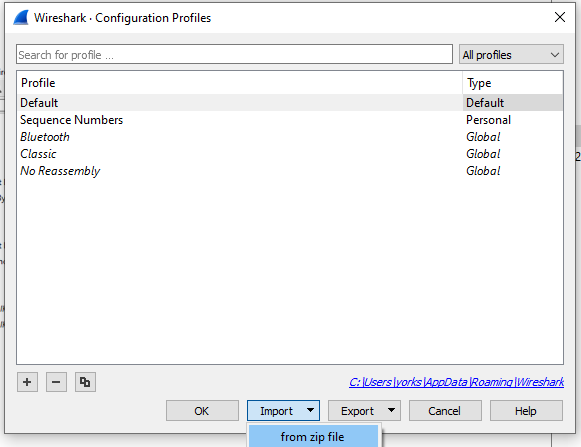 Wireshark · Configuration Profiles
Search for profile ...
All profiles
Profile Type
Default Default
Sequence Numbers Personal
Bluetooth Global
Classic Global
No Reassembly Global
C:\Users\yorks\AppData\Roaming\Wireshark
OK Import Export Cancel Help
from zip file